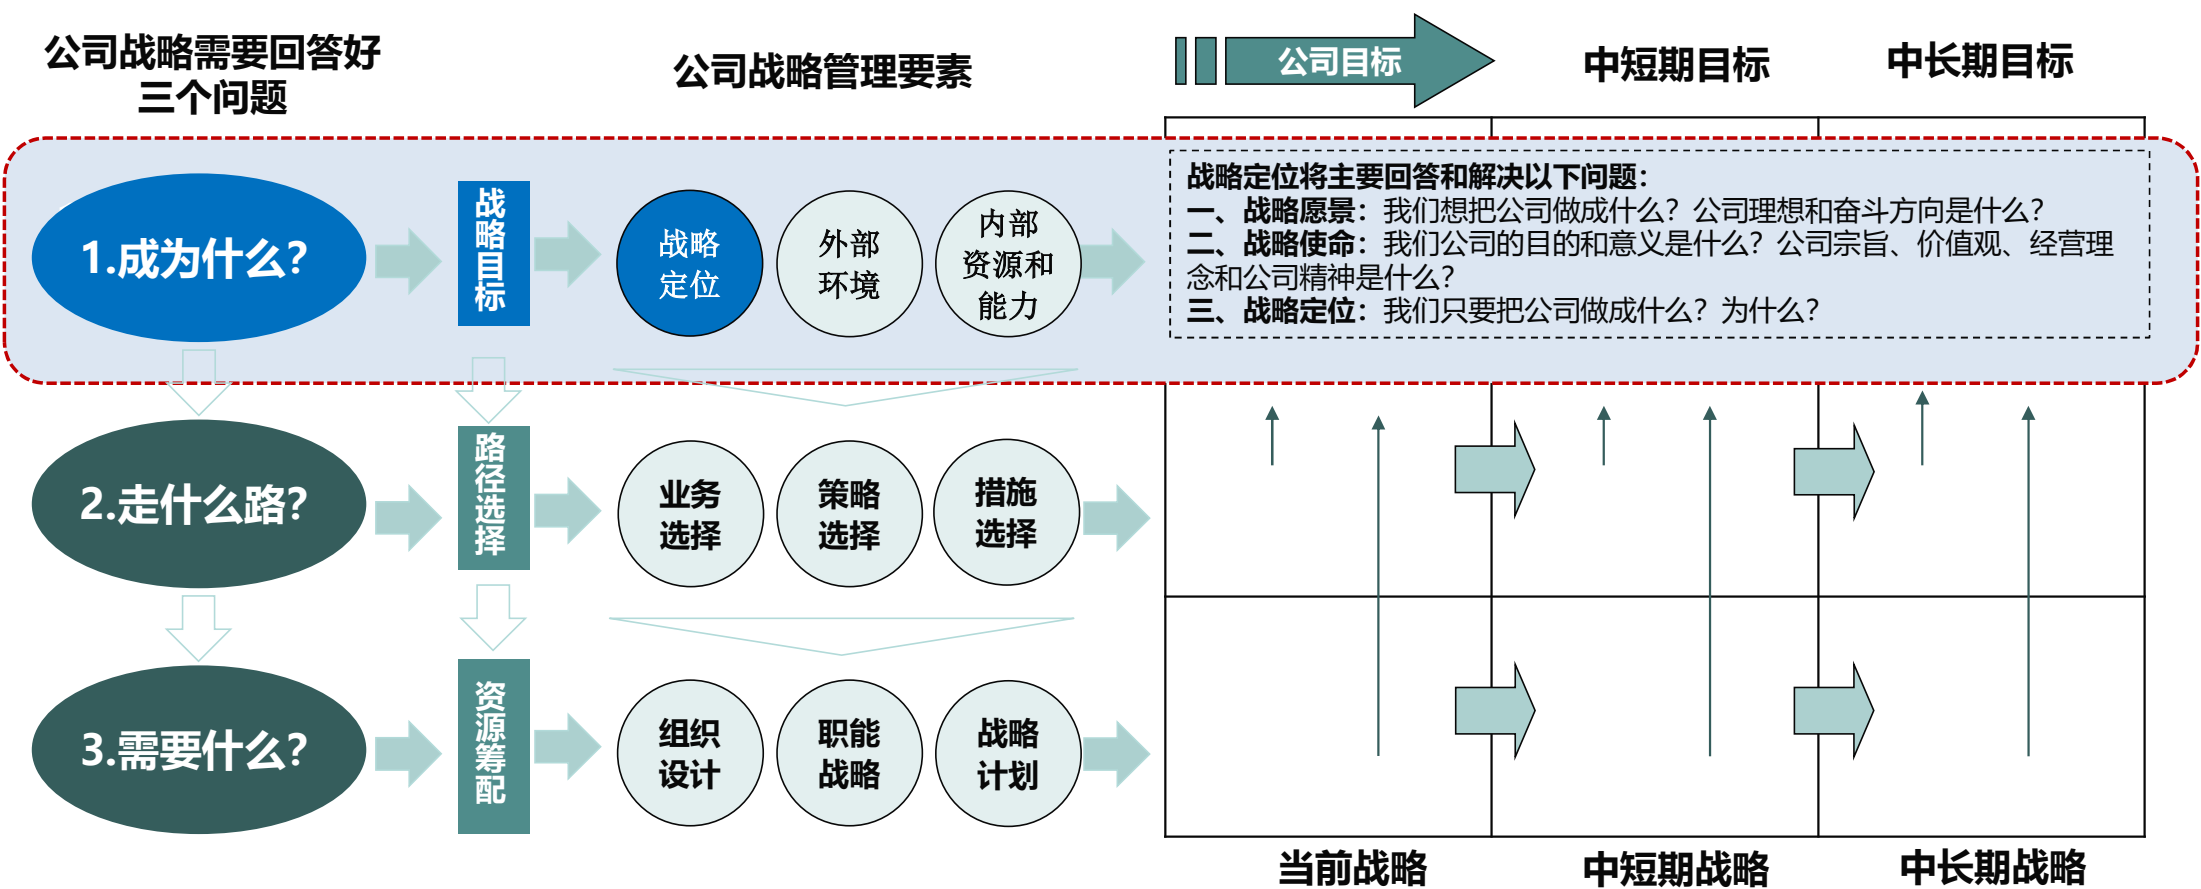 公司战略需要回答好
三个问题
公司战略管理要素
公司目标
中短期目标
中长期目标
1.成为什么？
战略目标
战略
定位
外部
环境
内部
资源和
能力
战略定位将主要回答和解决以下问题：
一、战略愿景：我们想把公司做成什么？公司理想和奋斗方向是什么？
二、战略使命：我们公司的目的和意义是什么？公司宗旨、价值观、经营理
念和公司精神是什么？
三、战略定位：我们只要把公司做成什么？为什么？
2.走什么路？
路径选择
业务
选择
策略
选择
措施
选择
3.需要什么？
资源筹配
组织
设计
职能
战略
战略
计划
当前战略
中短期战略
中长期战略